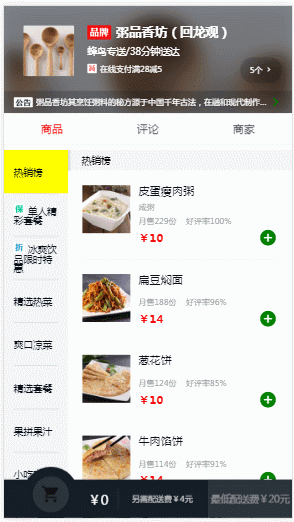 品牌 粥品香坊（回龙观）
蜂鸟专送/38分钟送达
减 在线支付满28减5
5个 >
公告 粥品香坊其烹饪粥料的秘方源于中国千年古法，在融和现代制作...
商品 评论 商家
热销榜
保 单人精彩套餐
折 冰爽饮品限时特惠
精选热菜
爽口凉菜
精选套餐
果拼果汁
小吃
热销榜
皮蛋瘦肉粥
咸粥
月售229份 好评率100%
￥10
扁豆焖面
月售188份 好评率96%
￥14
葱花饼
月售124份 好评率85%
￥10
牛肉馅饼
月售114份 好评率91%
￥14
￥0 另需配送费￥4元 最低配送费￥20元